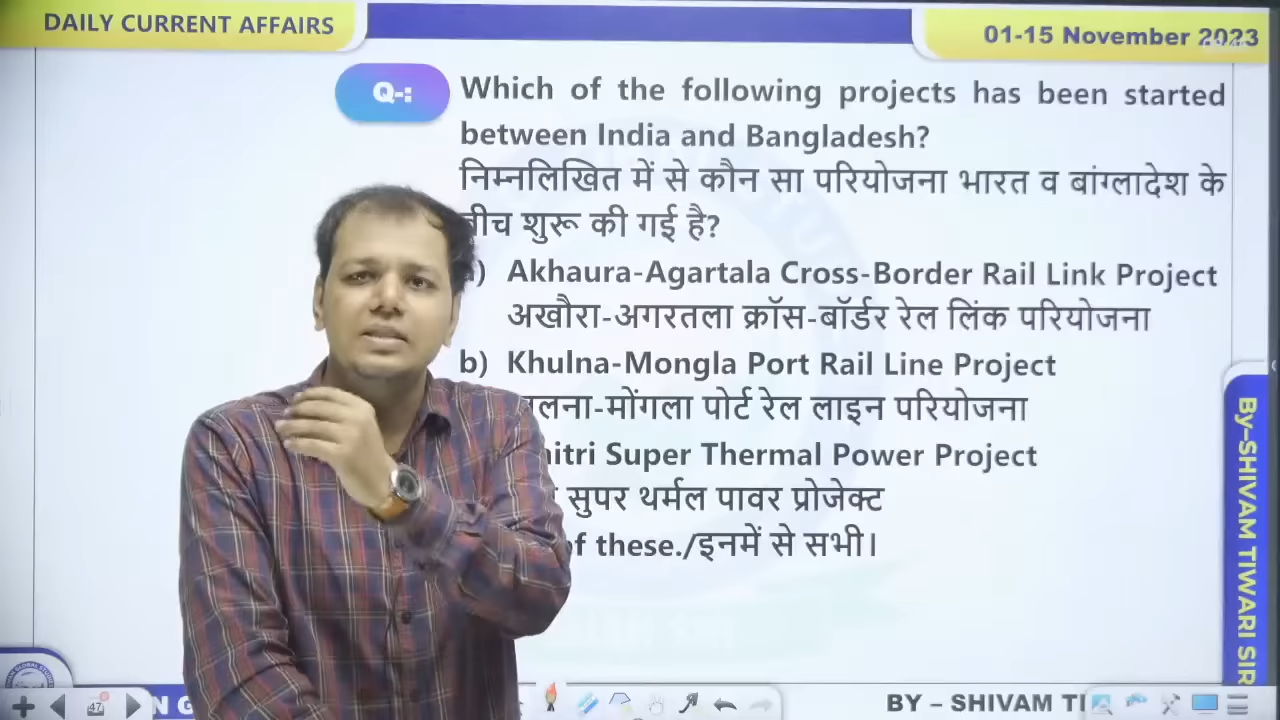 DAILY CURRENT AFFAIRS
01-15 November 2023
Q-:
Which of the following projects has been started
between India and Bangladesh?
निम्नलिखित में से कौन सा परियोजना भारत व बांग्लादेश के
बीच शुरू की गई है?
Akhaura-Agartala Cross-Border Rail Link Project
अखौरा-अगरतला क्रॉस-बॉर्डर रेल लिंक परियोजना
b) Khulna-Mongla Port Rail Line Project
मोंगला पोर्ट रेल लाइन परियोजना
Super Thermal Power Project
सुपर थर्मल पावर प्रोजेक्ट
of these./इनमें से सभी।
By-SHIVAM TIWARI SIR
47
BY – SHIVAM TI